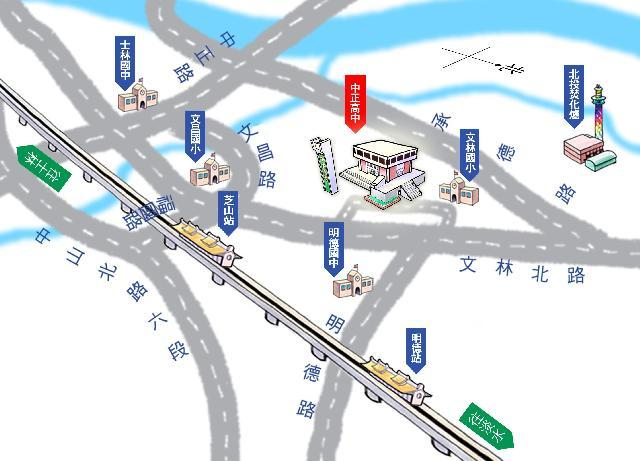 士林國中
中正路
文昌國小
文昌路
中正高中
承德路
文林國小
北投焚化爐
北
往士林
福國路
芝山站
中山北路六段
明德國中
文林北路
明德路
明德站
往淡水